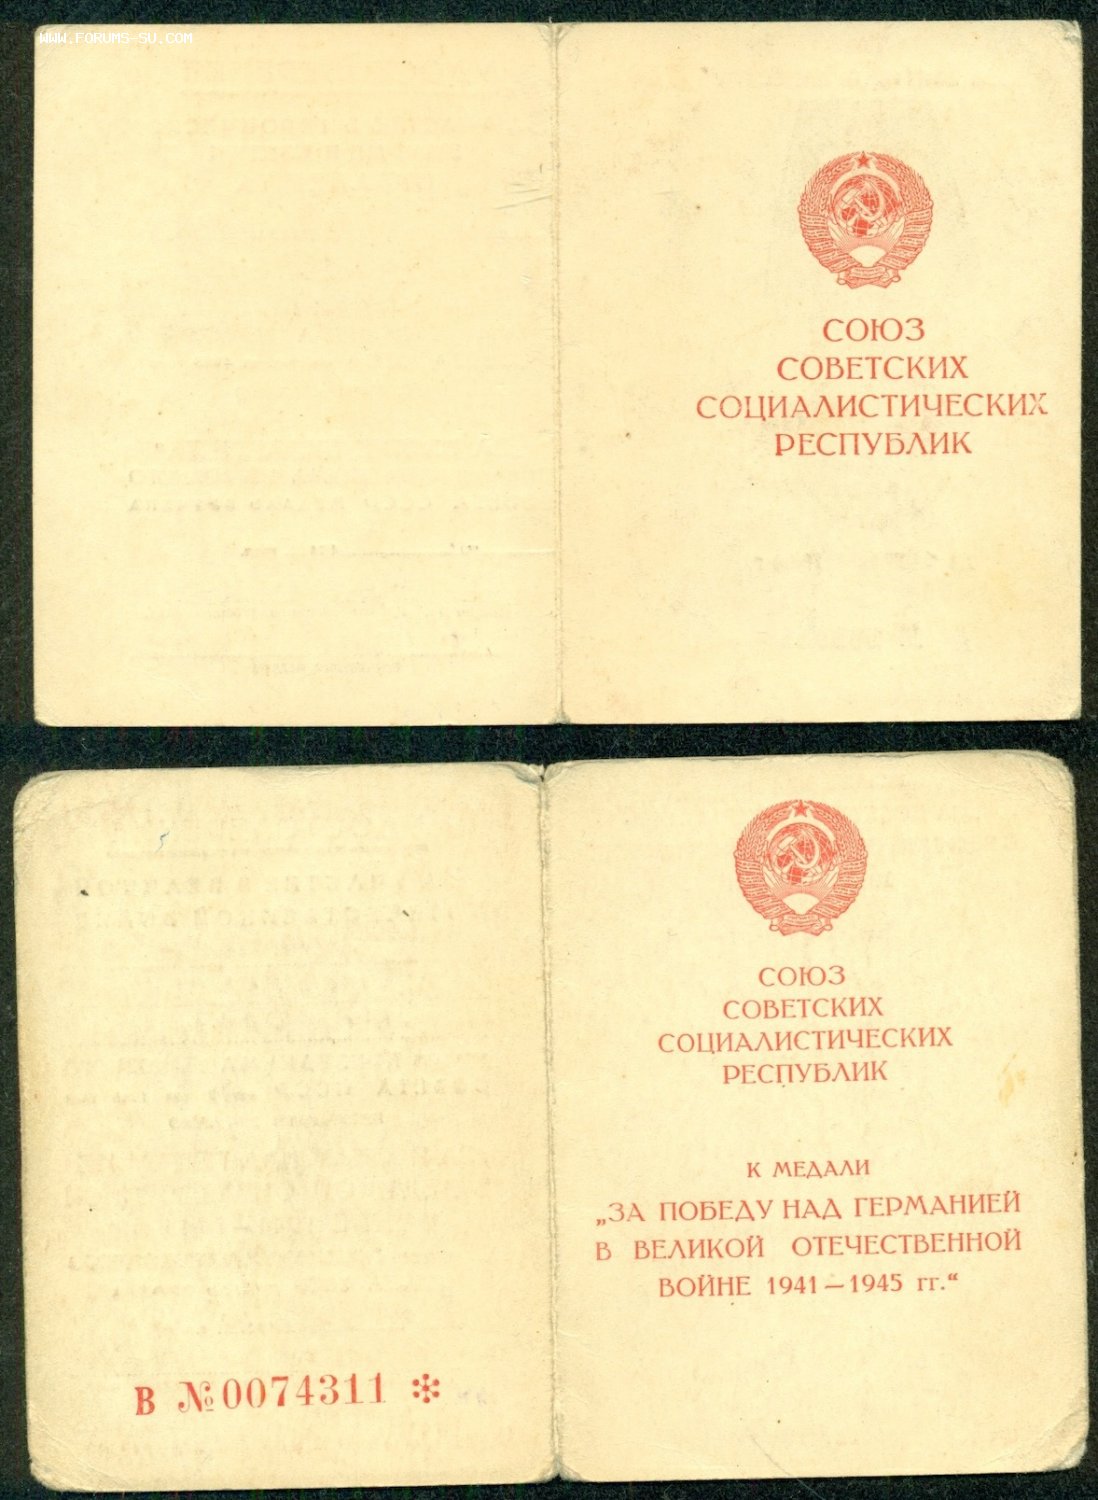 WWW.FORUMS-SU.COM
СОЮЗ
СОВЕТСКИХ
СОЦИАЛИСТИЧЕСКИХ
РЕСПУБЛИК
СОЮЗ
СОВЕТСКИХ
СОЦИАЛИСТИЧЕСКИХ
РЕСПУБЛИК
К МЕДАЛИ
„ЗА ПОБЕДУ НАД ГЕРМАНИЕЙ
В ВЕЛИКОЙ ОТЕЧЕСТВЕННОЙ
ВОЙНЕ 1941—1945 гг.“
В №0074311 *